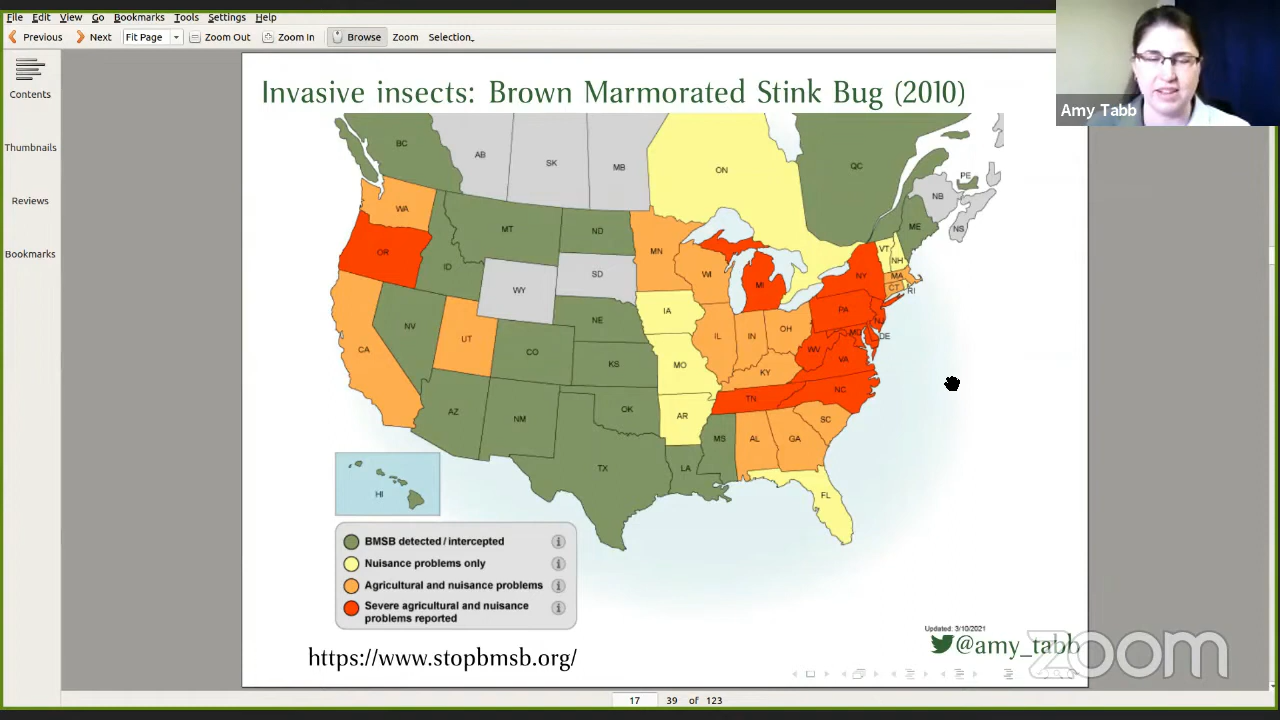 File Edit View Go Bookmarks Tools Settings Help
Previous Next Fit Page Zoom Out Zoom In Browse Zoom Selection
Contents
Thumbnails
Reviews
Bookmarks
Amy Tabb
Invasive insects: Brown Marmorated Stink Bug (2010)
BC AB SK MB ON QC PE NB NS
WA MT ND MN ME
OR ID SD WI VT NH
WY MI NY MA
CT RI
NV NE IA PA NJ
UT CO IL IN OH MD DE
CA KS MO WV VA
KY
AZ NM OK AR TN NC
SC
TX LA MS AL GA
HI FL
BMSB detected / intercepted
Nuisance problems only
Agricultural and nuisance problems
Severe agricultural and nuisance
problems reported
Updated: 3/10/2021
https://www.stopbmsb.org/
@amy_tabb
zoom
17 39 of 123